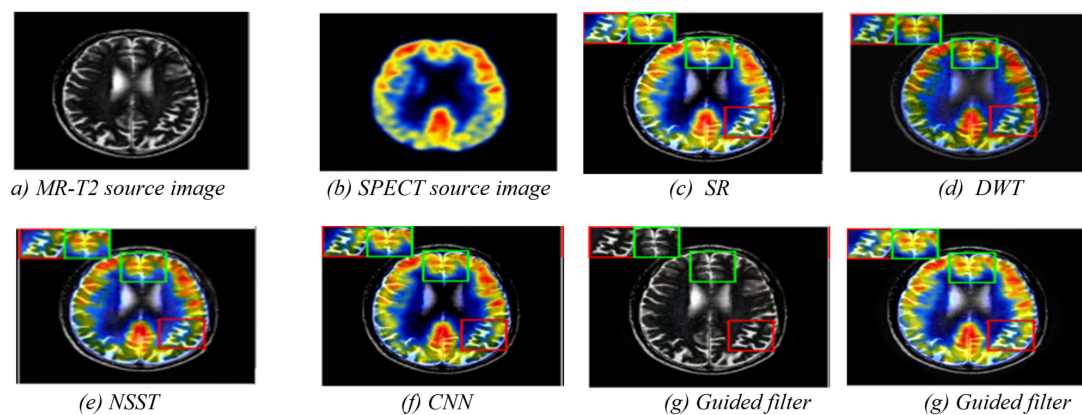 a) MR-T2 source image
(b) SPECT source image
(c) SR
(d) DWT
(e) NSST
(f) CNN
(g) Guided filter
(g) Guided filter